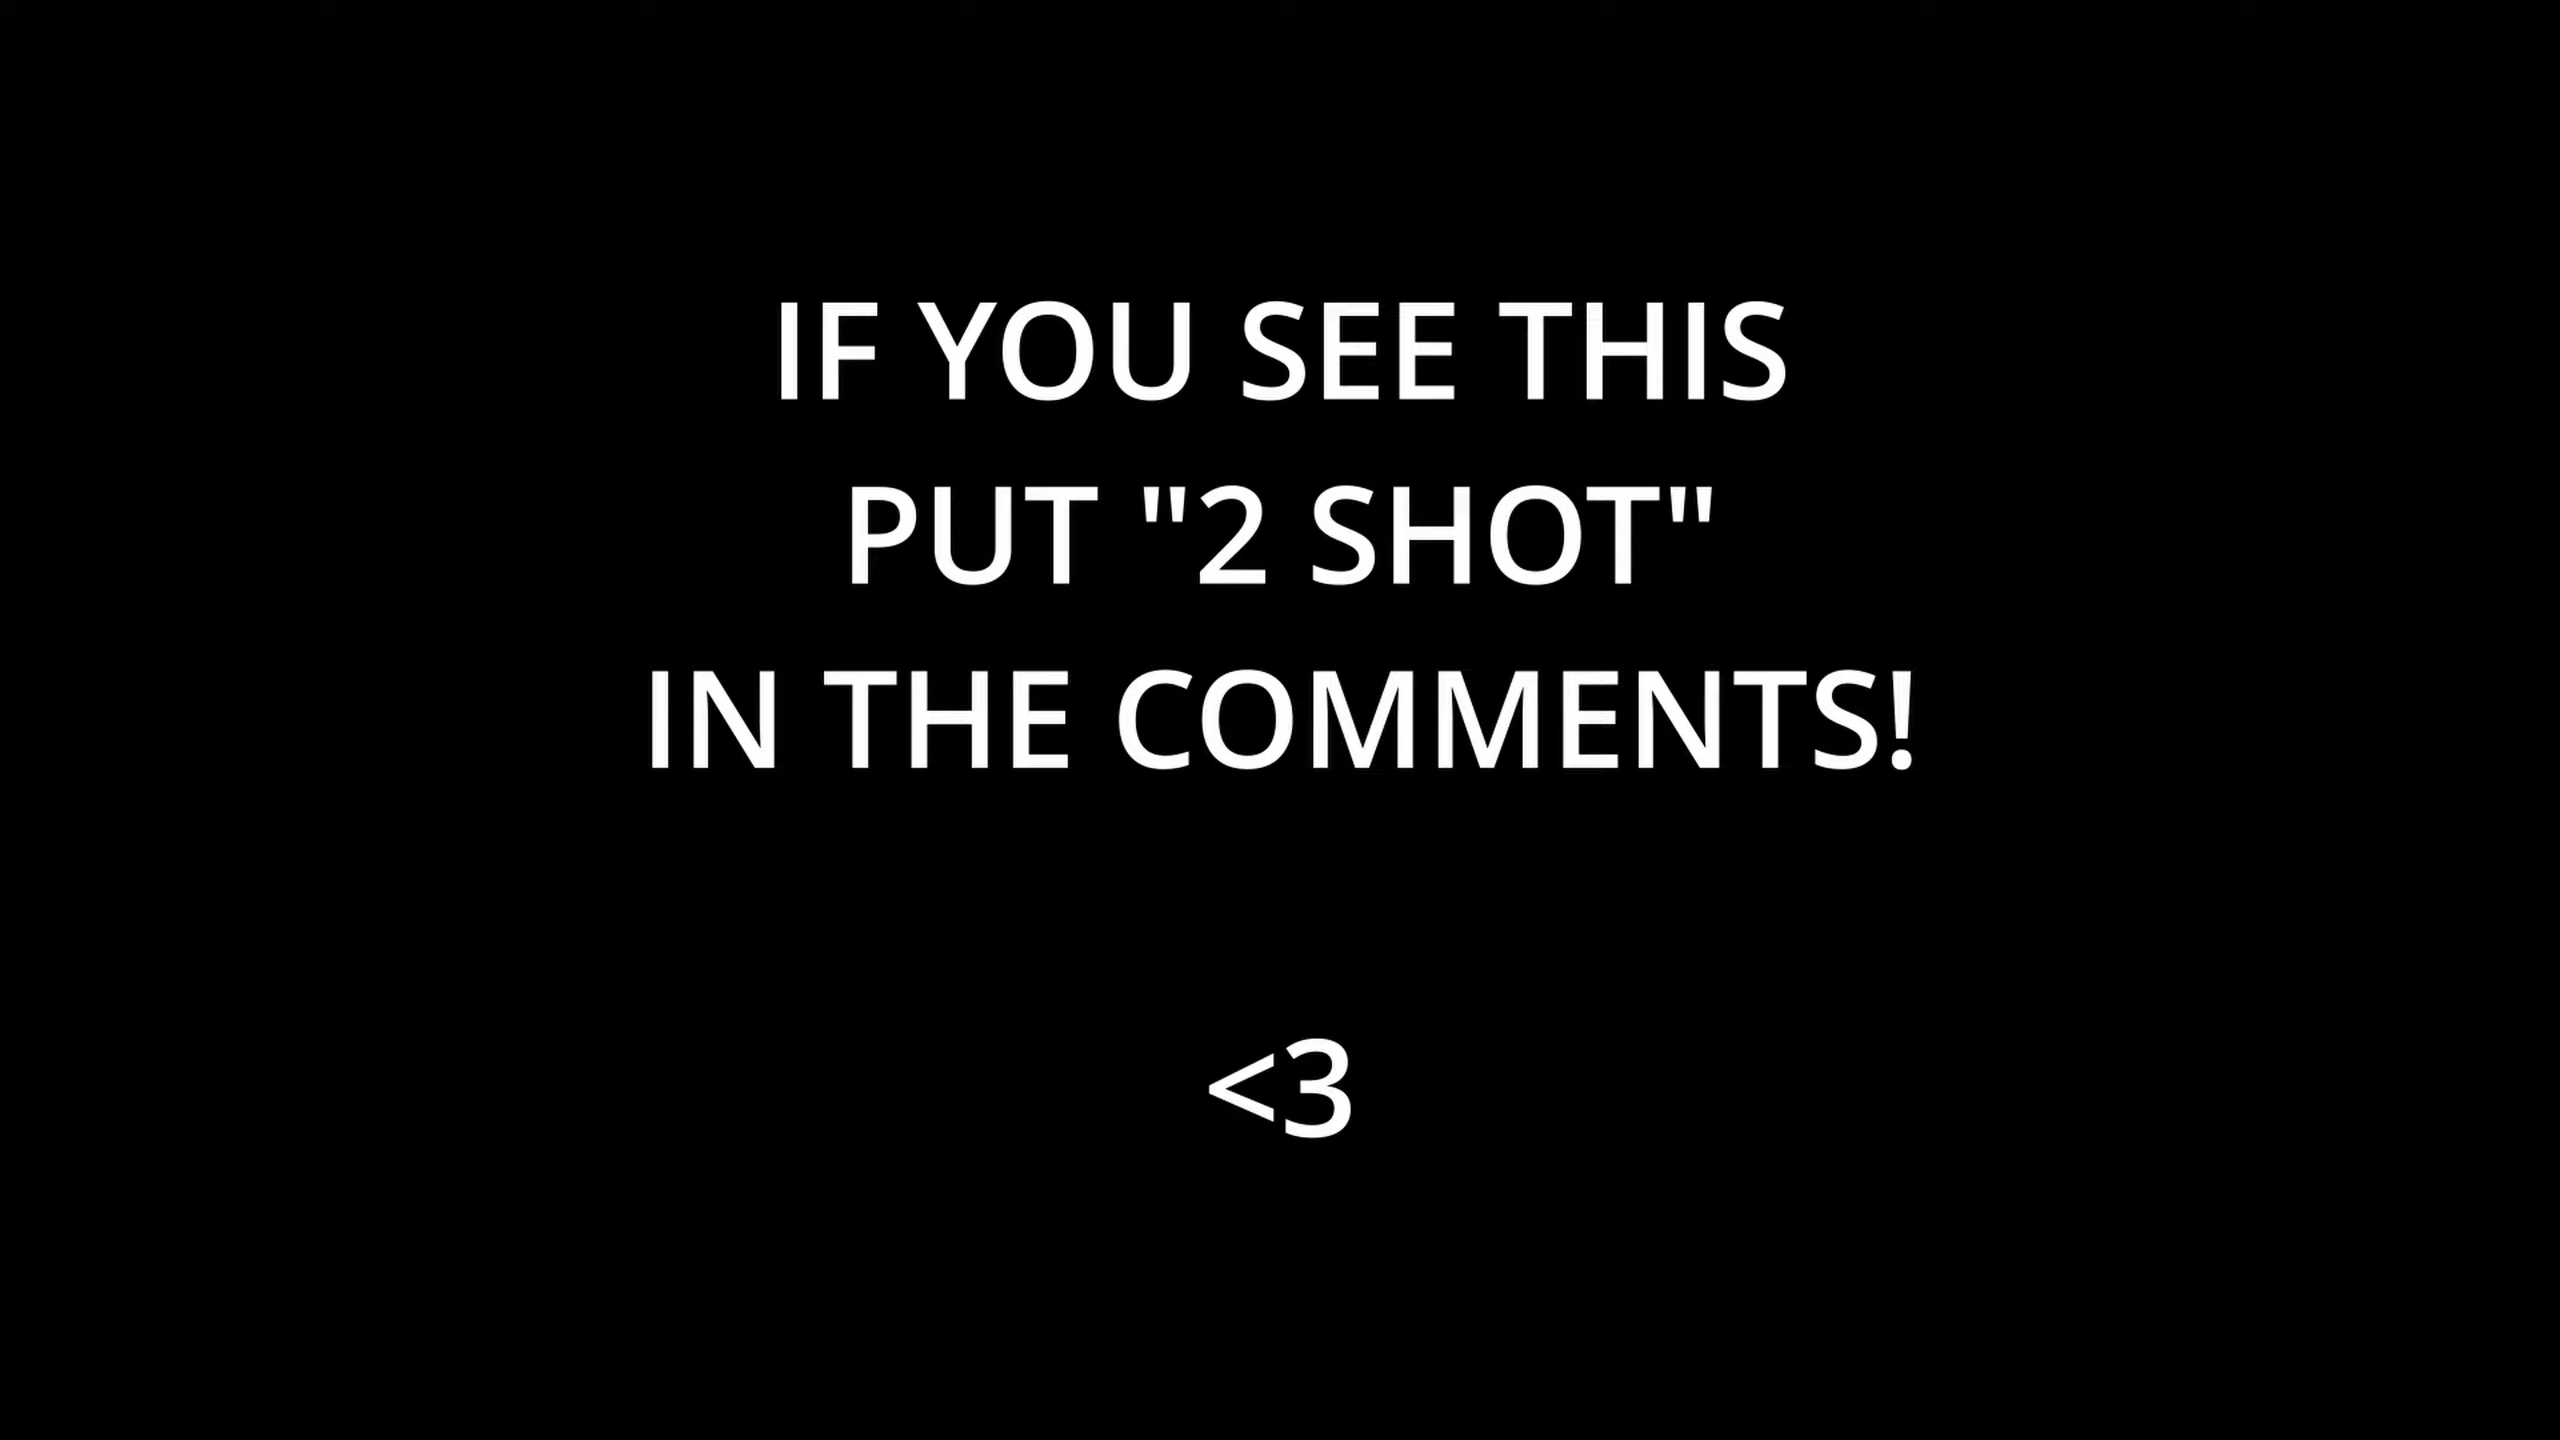 IF YOU SEE THIS
PUT "2 SHOT"
IN THE COMMENTS!
<3